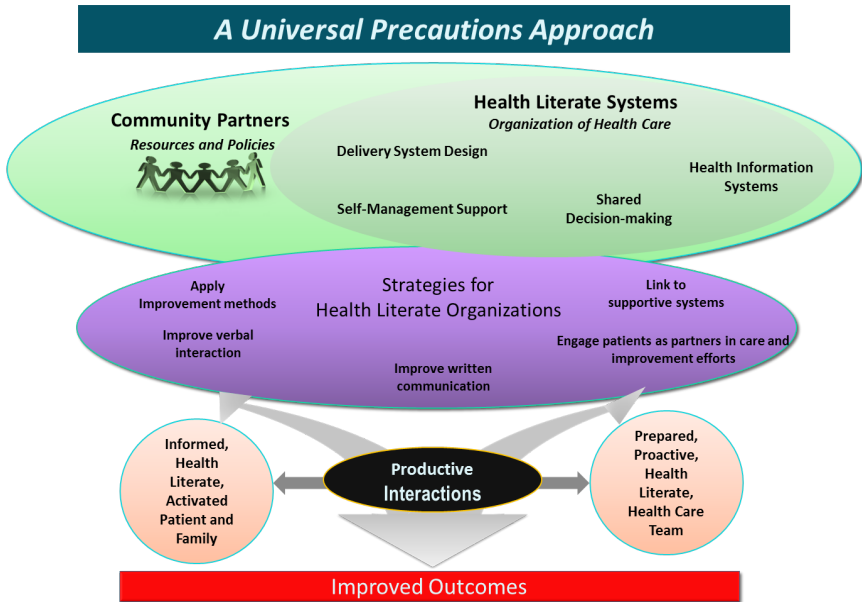 A Universal Precautions Approach
Community Partners
Resources and Policies
Health Literate Systems
Organization of Health Care
Delivery System Design
Health Information
Systems
Self-Management Support
Shared
Decision-making
Strategies for
Health Literate Organizations
Apply
Improvement methods
Link to
supportive systems
Improve verbal
interaction
Engage patients as partners in care and
improvement efforts
Improve written
communication
Informed,
Health
Literate,
Activated
Patient and
Family
Productive
Interactions
Prepared,
Proactive,
Health
Literate,
Health Care
Team
Improved Outcomes